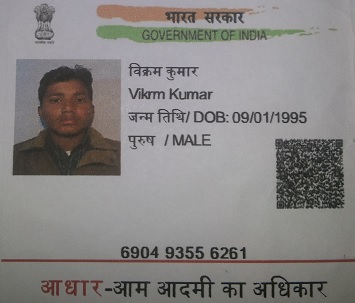 भारत सरकार
GOVERNMENT OF INDIA
विक्रम कुमार
Vikrm Kumar
जन्म तिथि/ DOB: 09/01/1995
पुरुष / MALE
6904 9355 6261
आधार-आम आदमी का अधिकार